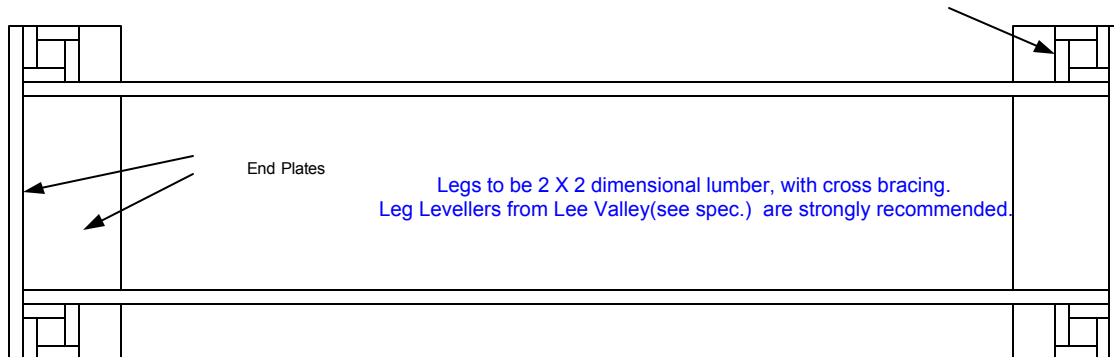 End Plates
Legs to be 2 X 2 dimensional lumber, with cross bracing.
Leg Levellers from Lee Valley(see spec.)  are strongly recommended.